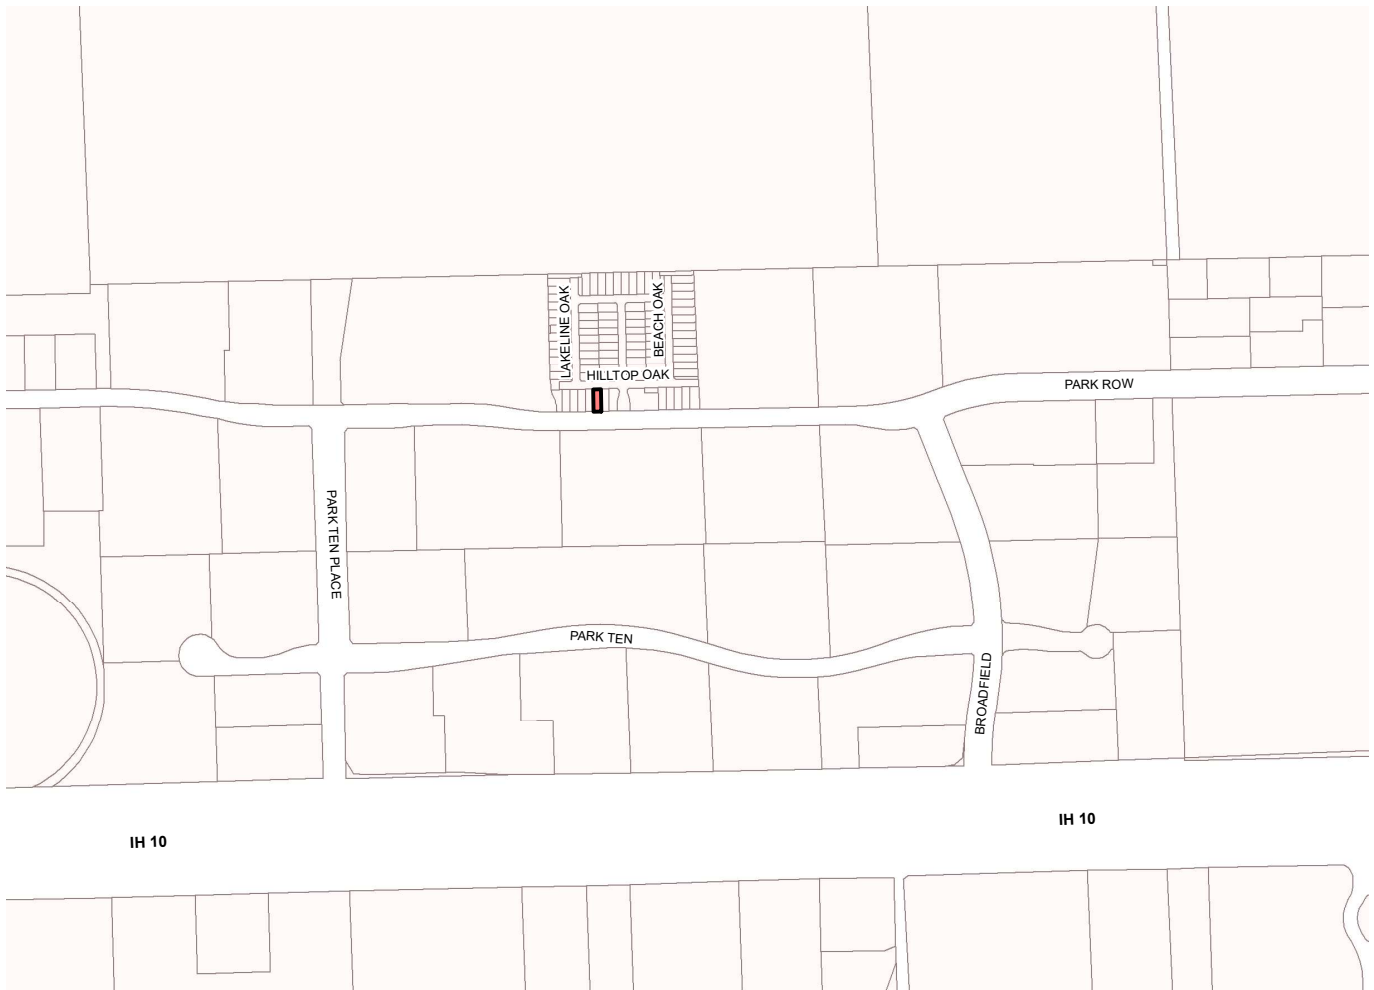 LAKELINE OAK
BEACH OAK
HILLTOP OAK
PARK ROW
PARK TEN PLACE
PARK TEN
BROADFIELD
IH 10
IH 10